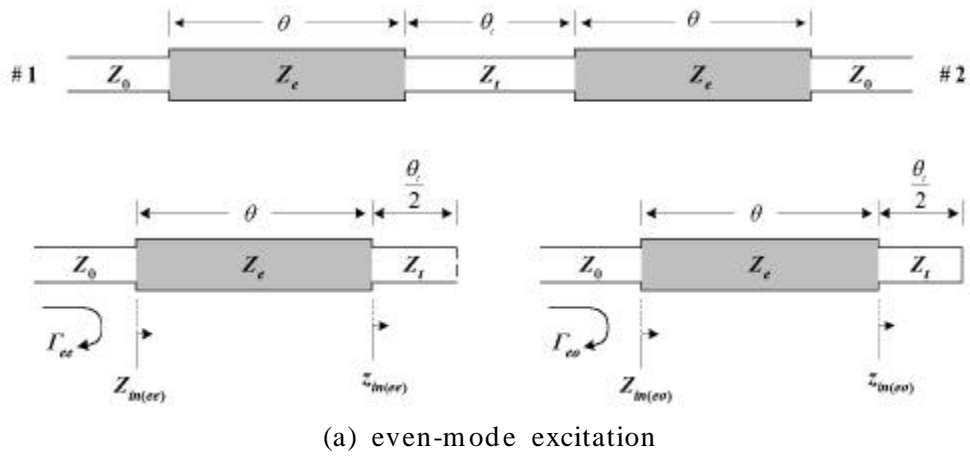 θ θ_t θ
#1 Z_0 Z_e Z_t Z_e Z_0 #2
θ θ_t/2 θ θ_t/2
Z_0 Z_e Z_t Z_0 Z_e Z_t
Γ_ee Γ_eo
Z_in(ee) z_in(ee) Z_in(eo) z_in(eo)
(a) even-mode excitation